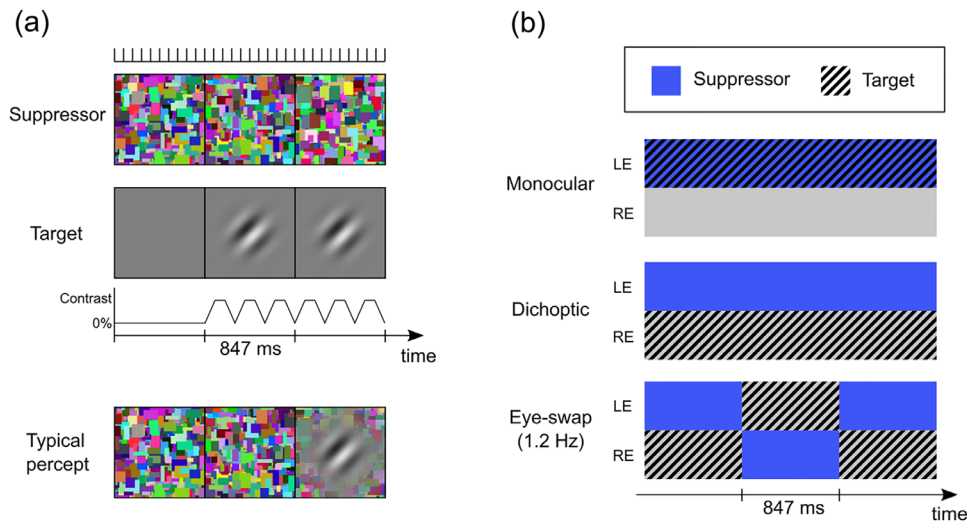 (a)
Suppressor
Target
Contrast
0%
847 ms
time
Typical
percept
(b)
Suppressor
Target
Monocular
LE
RE
Dichoptic
LE
RE
Eye-swap
(1.2 Hz)
LE
RE
847 ms
time